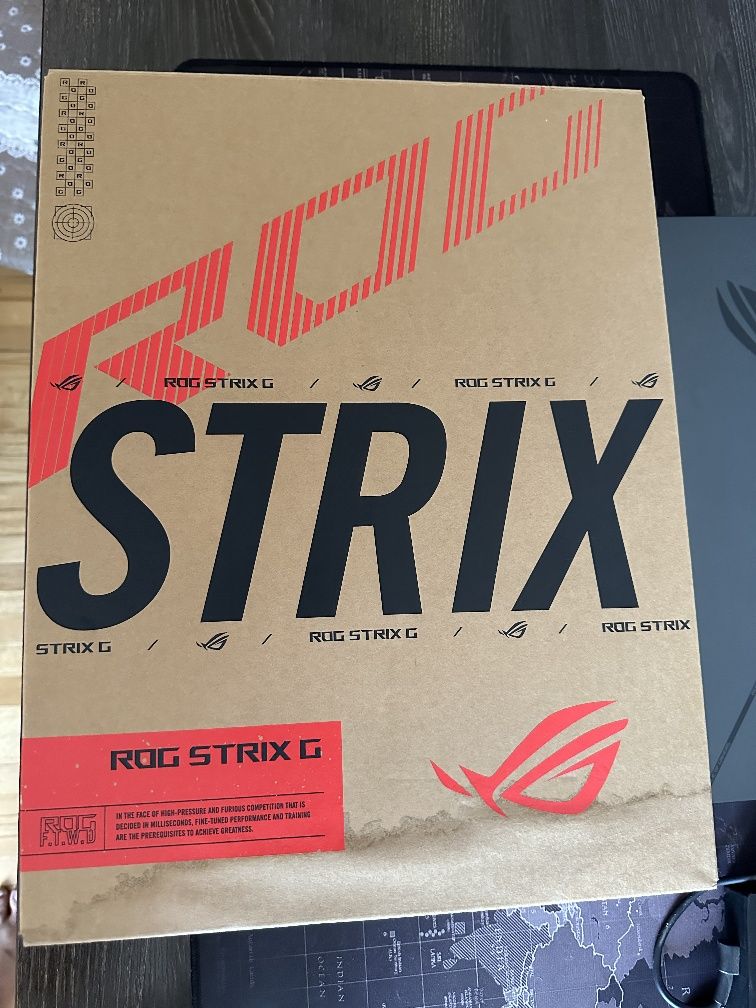 ROG
ROG STRIX G / / ROG STRIX G /
STRIX
STRIX G / / ROG STRIX G / / ROG STRIX
ROG STRIX G
ROG
F.T.W.D
IN THE FACE OF HIGH-PRESSURE AND FURIOUS COMPETITION THAT IS
DECIDED IN MILLISECONDS, FINE-TUNED PERFORMANCE AND TRAINING
ARE THE PREREQUISITES TO ACHIEVE GREATNESS.
INDIAN
OCEAN